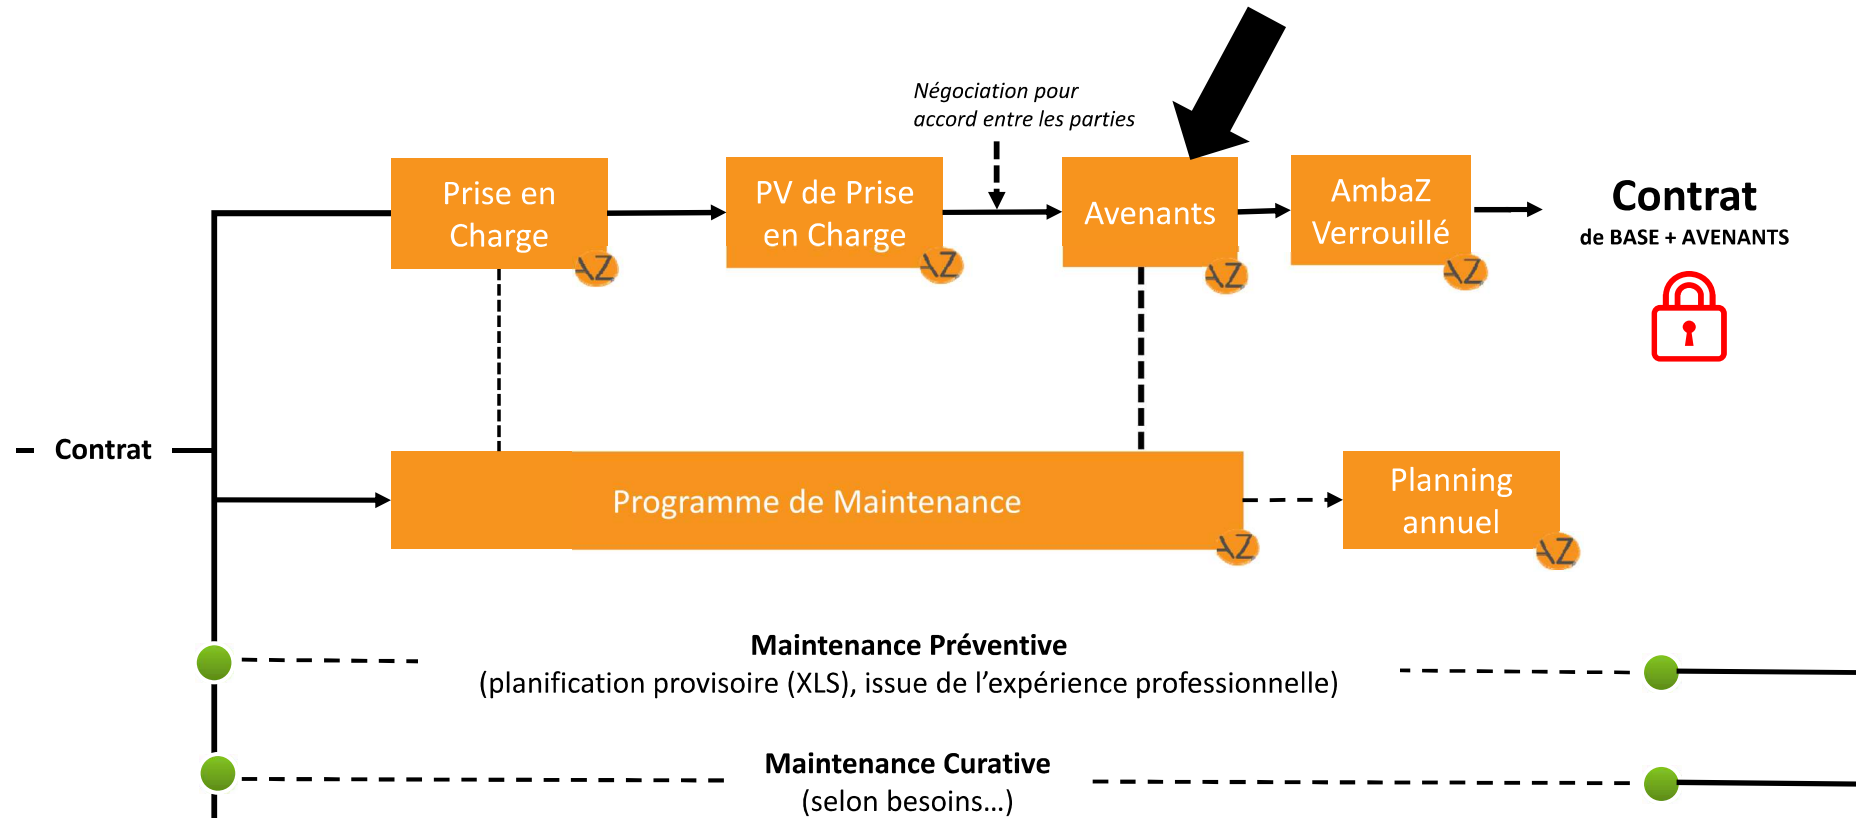 Négociation pour
accord entre les parties
Prise en
Charge
PV de Prise
en Charge
Avenants
AmbaZ
Verrouillé
Contrat
de BASE + AVENANTS
Contrat
Programme de Maintenance
Planning
annuel
Maintenance Préventive
(planification provisoire (XLS), issue de l’expérience professionnelle)
Maintenance Curative
(selon besoins…)